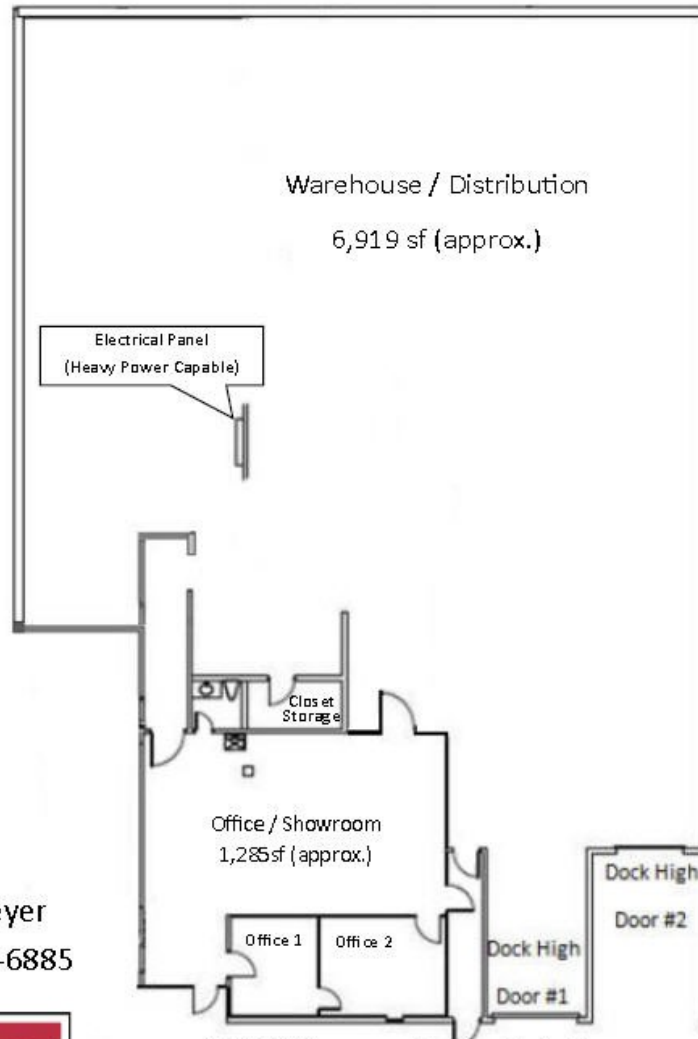 Warehouse / Distribution
6,919 sf (approx.)
Electrical Panel
(Heavy Power Capable)
Closet
Storage
Office / Showroom
1,285sf (approx.)
Office 1
Office 2
Dock High
Door #1
Dock High
Door #2
eyer
-6885